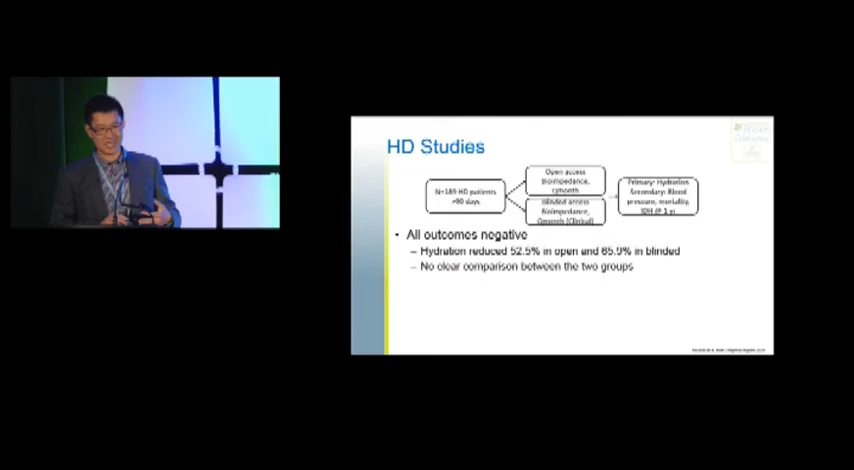 HD Studies
N=189 HD patients
>90 days
Open access
Bioimpedance,
Blinded access
Bioimpedance,
(Clinical)
Primary: Hydration
Secondary: Blood
pressure, mortality,
• All outcomes negative
– Hydration reduced 52.5% in open and 65.9% in blinded
– No clear comparison between the two groups